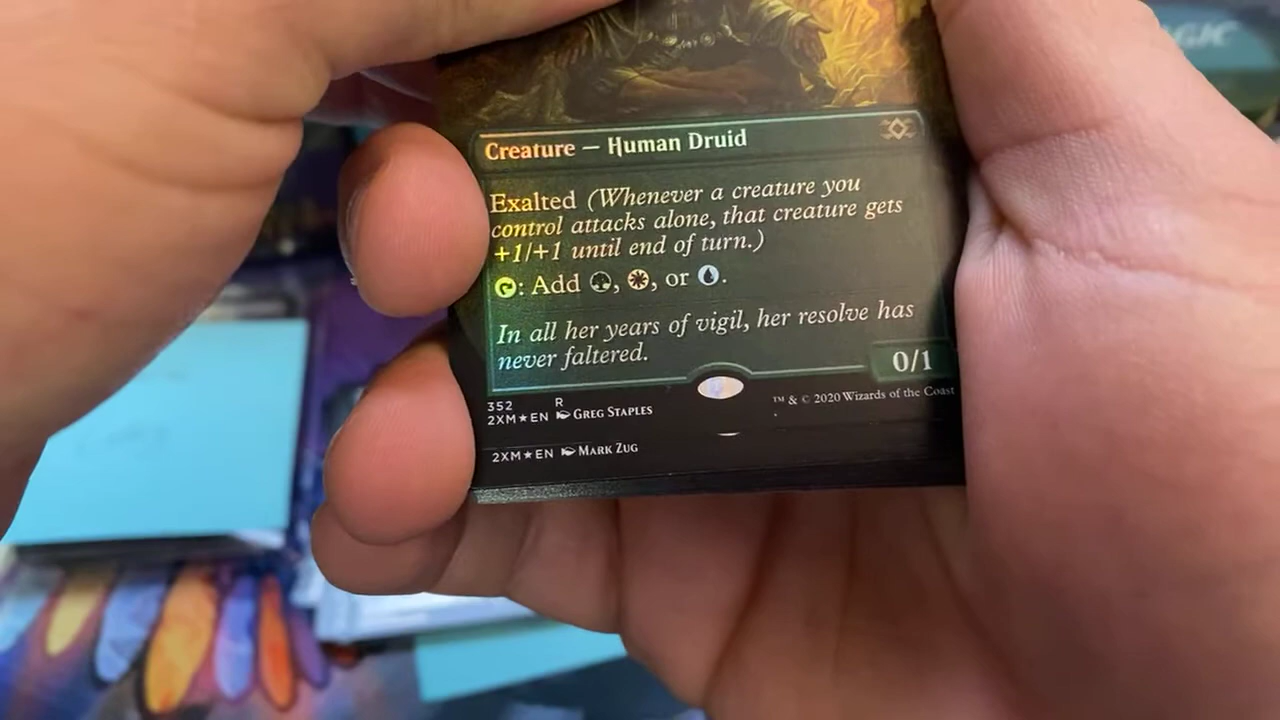 GIC
Creature — Human Druid
Exalted (Whenever a creature you
control attacks alone, that creature gets
+1/+1 until end of turn.)
: Add , , or .
In all her years of vigil, her resolve has
never faltered.
0/1
352 R
2XM★EN GREG STAPLES
™ & © 2020 Wizards of the Coast
2XM★EN MARK ZUG